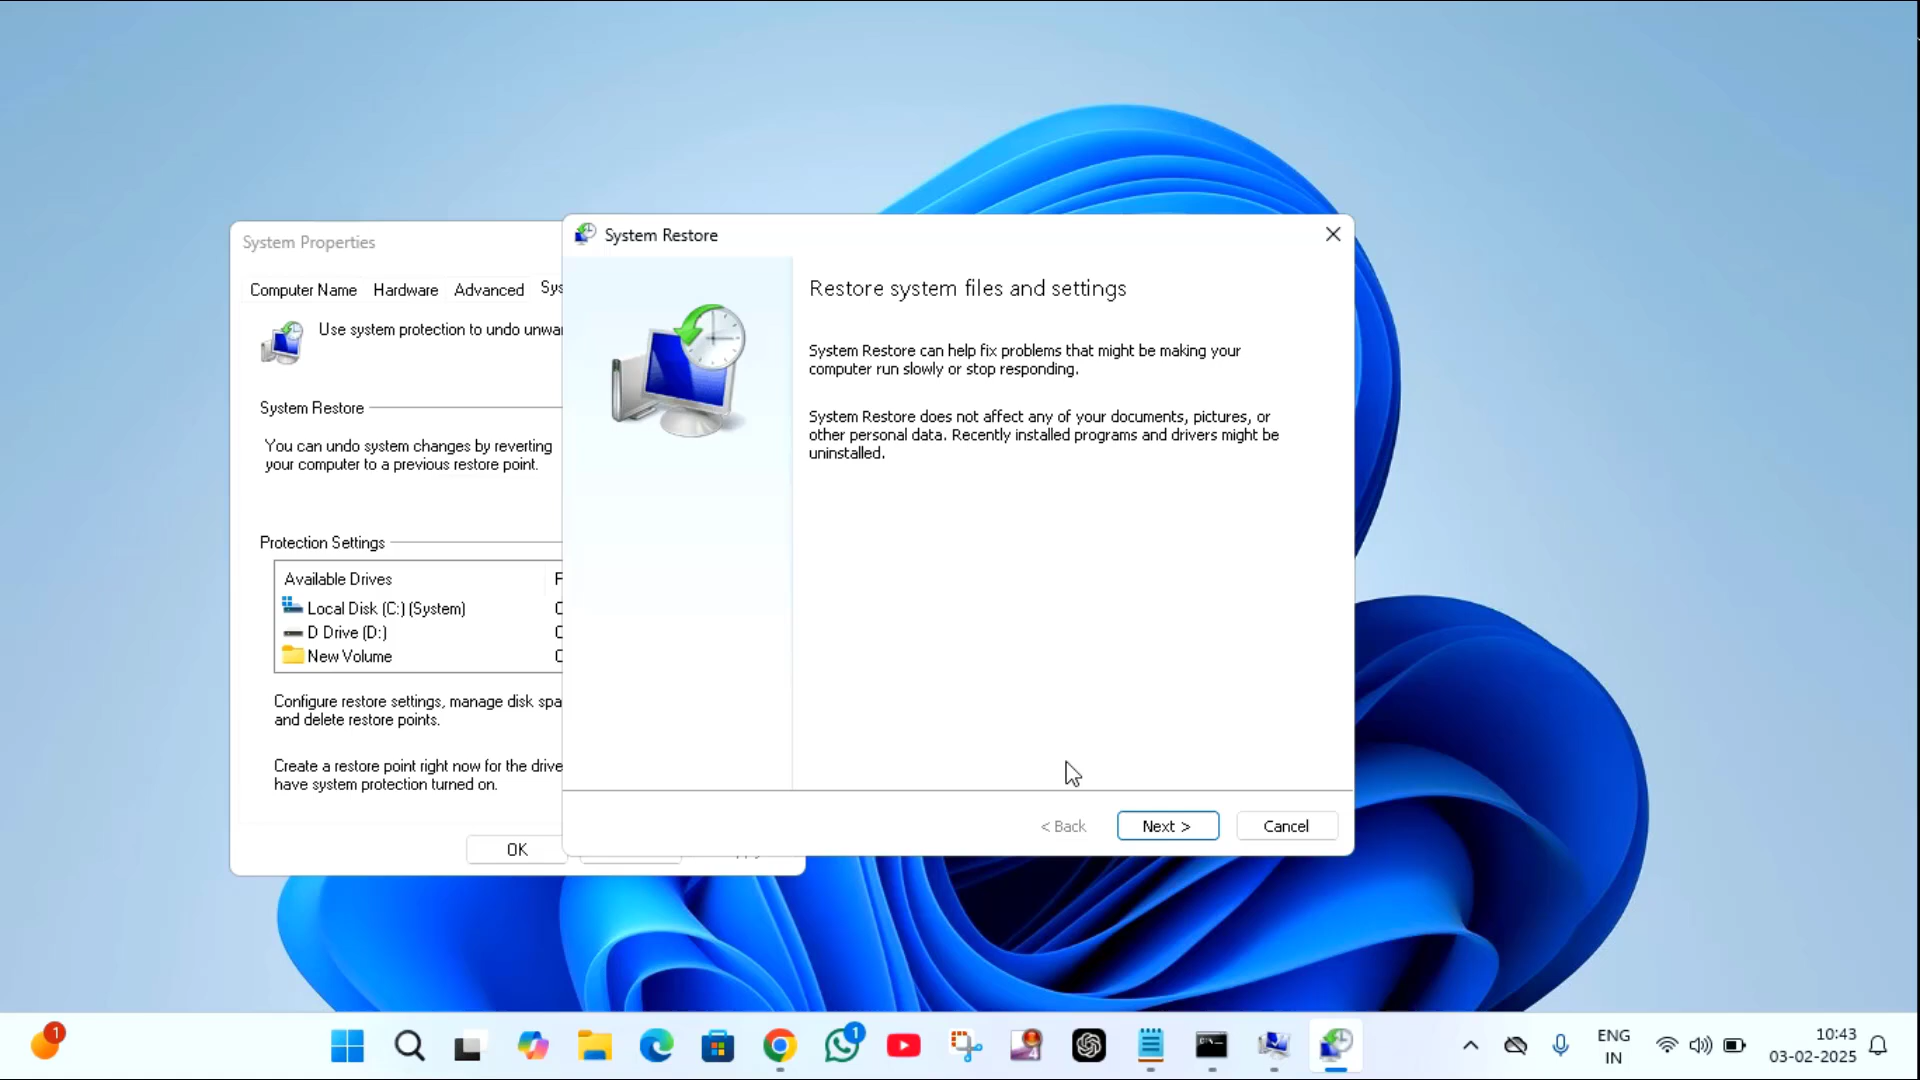 System Properties
Computer Name
Hardware
Advanced
Use system protection to undo
System Restore
You can undo system changes by reverting
your computer to a previous restore point.
Protection Settings
Available Drives
Local Disk (C:) (System)
D Drive (D:)
New Volume
Configure restore settings, manage disk
and delete restore points.
Create a restore point right now for the
have system protection turned on.
OK
System Restore
Restore system files and settings
System Restore can help fix problems that might be making your
computer run slowly or stop responding.
System Restore does not affect any of your documents, pictures, or
other personal data. Recently installed programs and drivers might be
uninstalled.
< Back
Next >
Cancel
1
1
4
ENG
IN
10:43
03-02-2025